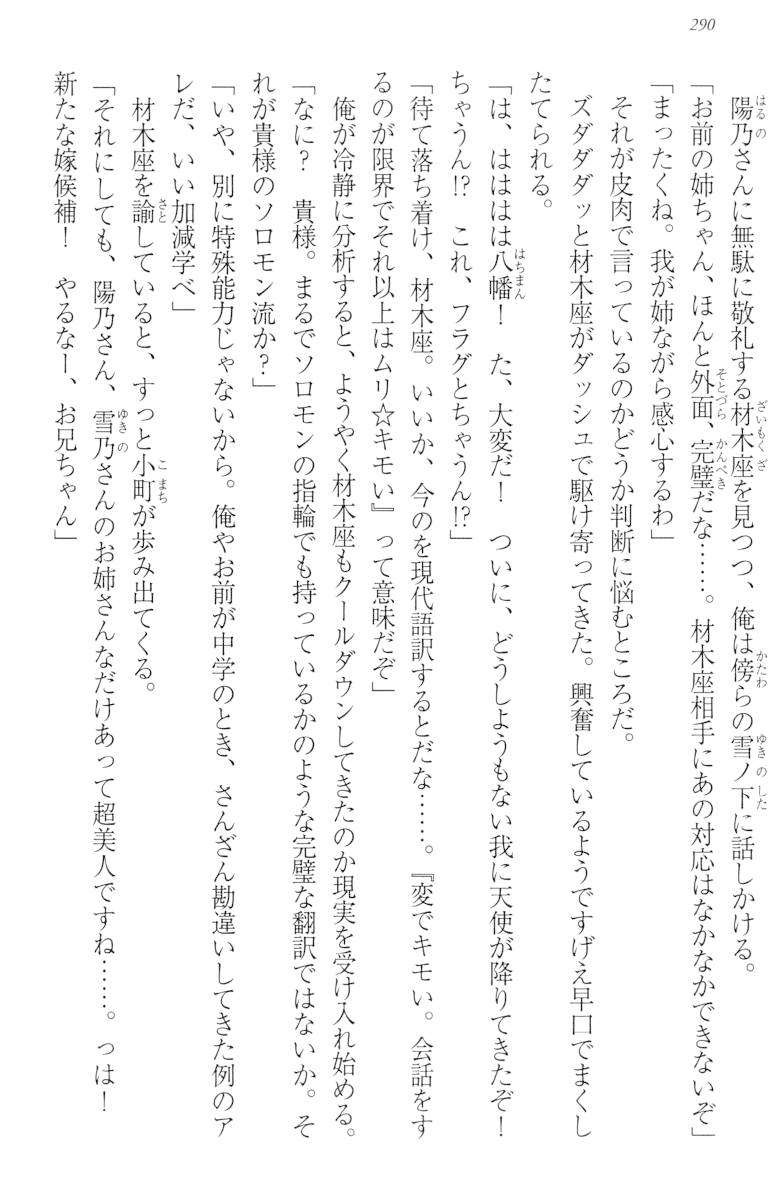 290
陽乃さんに無駄に敬礼する材木座を見つつ、俺は傍らの雪ノ下に話しかける。
「お前の姉ちゃん、ほんと外面、完璧だな……。材木座相手にあの対応はなかなかできないぞ」
「まったくね。我が姉ながら感心するわ」
それが皮肉で言っているのかどうか判断に悩むところだ。
ズダダダッと材木座がダッシュで駆け寄ってきた。興奮しているようですげえ早口でまくし
たてられる。
「は、はははは八幡！　た、大変だ！　ついに、どうしようもない我に天使が降りてきたぞ！
ちゃうん!?　これ、フラグとちゃうん!?」
「待て落ち着け、材木座。いいか、今のを現代語訳するとだな……。『変でキモい。会話をす
るのが限界でそれ以上はムリ☆キモい』って意味だぞ」
俺が冷静に分析すると、ようやく材木座もクールダウンしてきたのか現実を受け入れ始める。
「なに？　貴様。まるでソロモンの指輪でも持っているかのような完璧な翻訳ではないか。そ
れが貴様のソロモン流か？」
「いや、別に特殊能力じゃないから。俺やお前が中学のとき、さんざん勘違いしてきた例のア
レだ、いい加減学べ」
材木座を諭していると、すっと小町が歩み出てくる。
「それにしても、陽乃さん、雪乃さんのお姉さんなだけあって超美人ですね……。っは！
新たな嫁候補！　やるなー、お兄ちゃん」